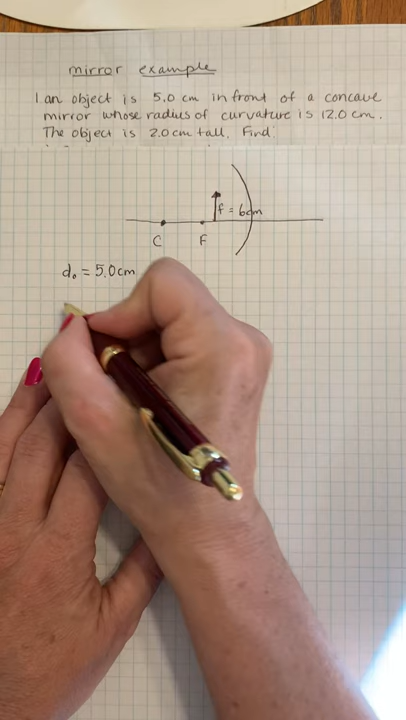 mirror example
1. an object is 5.0 cm in front of a concave
mirror whose radius of curvature is 12.0 cm.
The object is 2.0 cm tall. Find:
f = 6cm
C F
do = 5.0cm